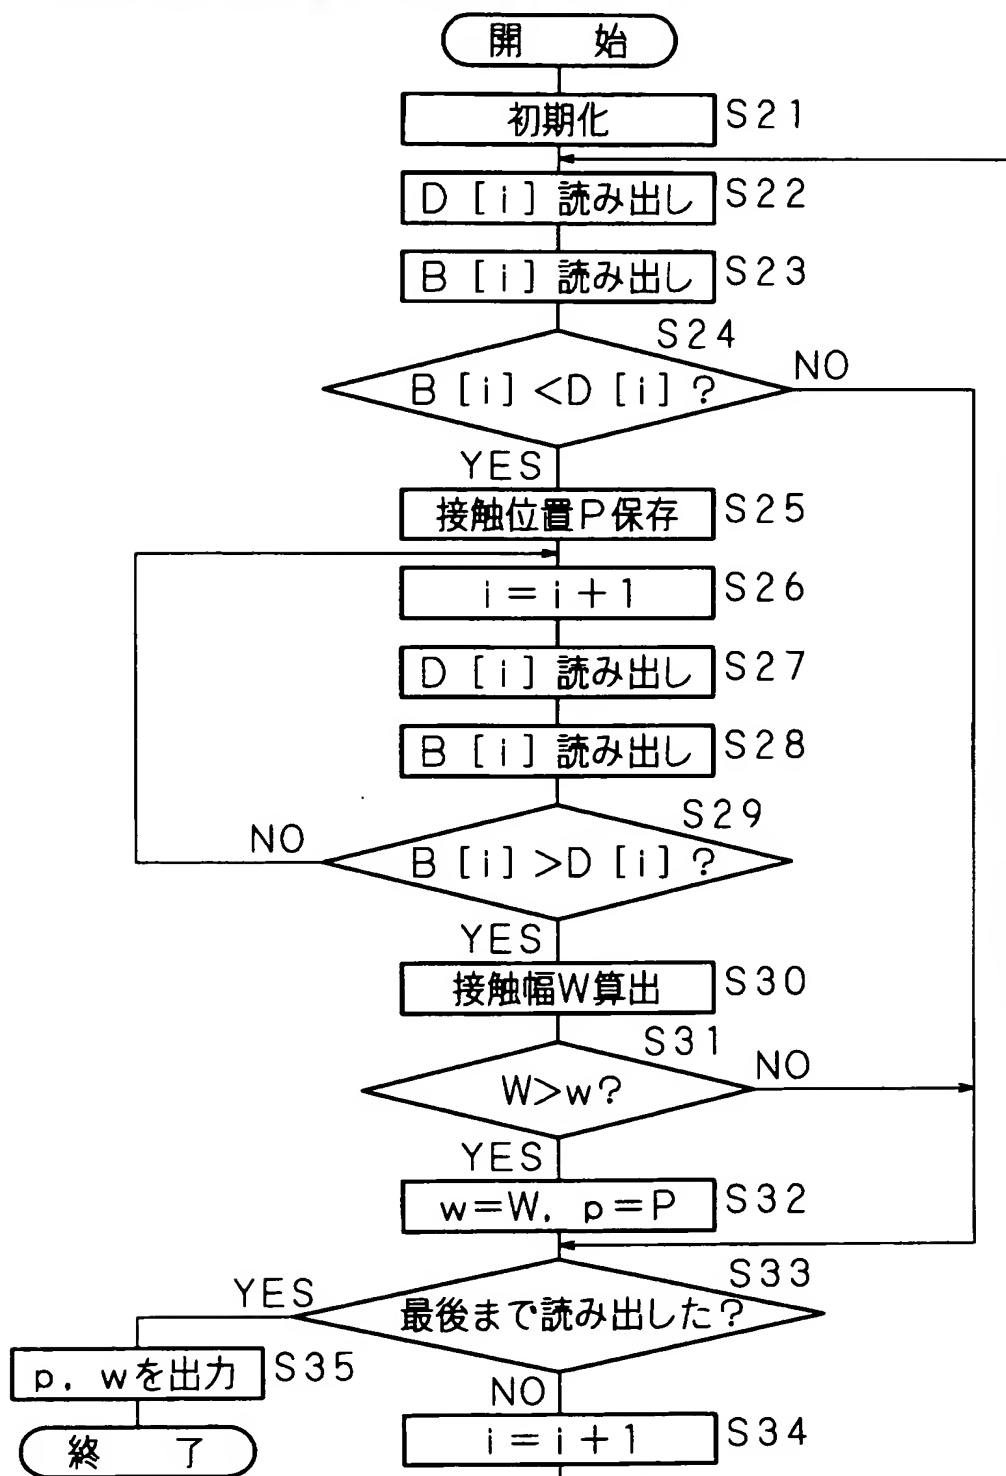 開 始
初期化 S21
D [i] 読み出し S22
B [i] 読み出し S23
S24
B [i] <D [i] ?
NO
YES
接触位置P保存 S25
i=i+1 S26
D [i] 読み出し S27
B [i] 読み出し S28
S29
NO
B [i] >D [i] ?
YES
接触幅W算出 S30
S31
W>w?
NO
YES
w=W. p=P S32
S33
YES
最後まで読み出した?
p. wを出力 S35
NO
i=i+1 S34
終 了